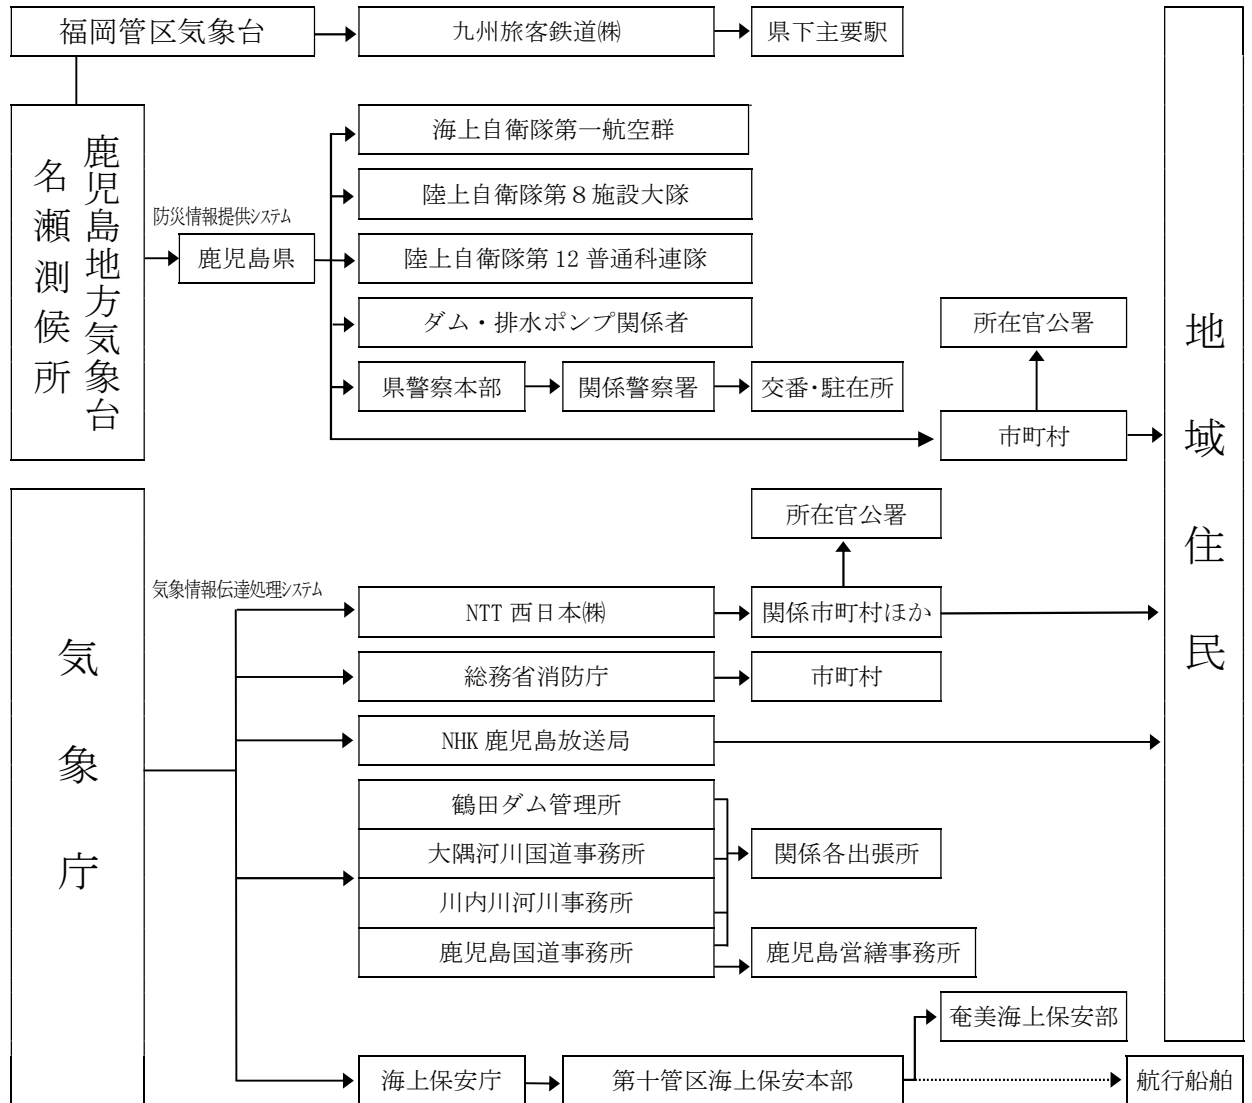 福岡管区気象台
九州旅客鉄道㈱
県下主要駅
鹿児島地方気象台
名瀬測候所
防災情報提供システム
鹿児島県
海上自衛隊第一航空群
陸上自衛隊第８施設大隊
陸上自衛隊第 12 普通科連隊
ダム・排水ポンプ関係者
県警察本部
関係警察署
交番・駐在所
所在官公署
市町村
地域住民
気象庁
気象情報伝達処理システム
所在官公署
NTT 西日本㈱
関係市町村ほか
総務省消防庁
市町村
NHK 鹿児島放送局
鶴田ダム管理所
大隅河川国道事務所
関係各出張所
川内川河川事務所
鹿児島国道事務所
鹿児島営繕事務所
奄美海上保安部
海上保安庁
第十管区海上保安本部
航行船舶